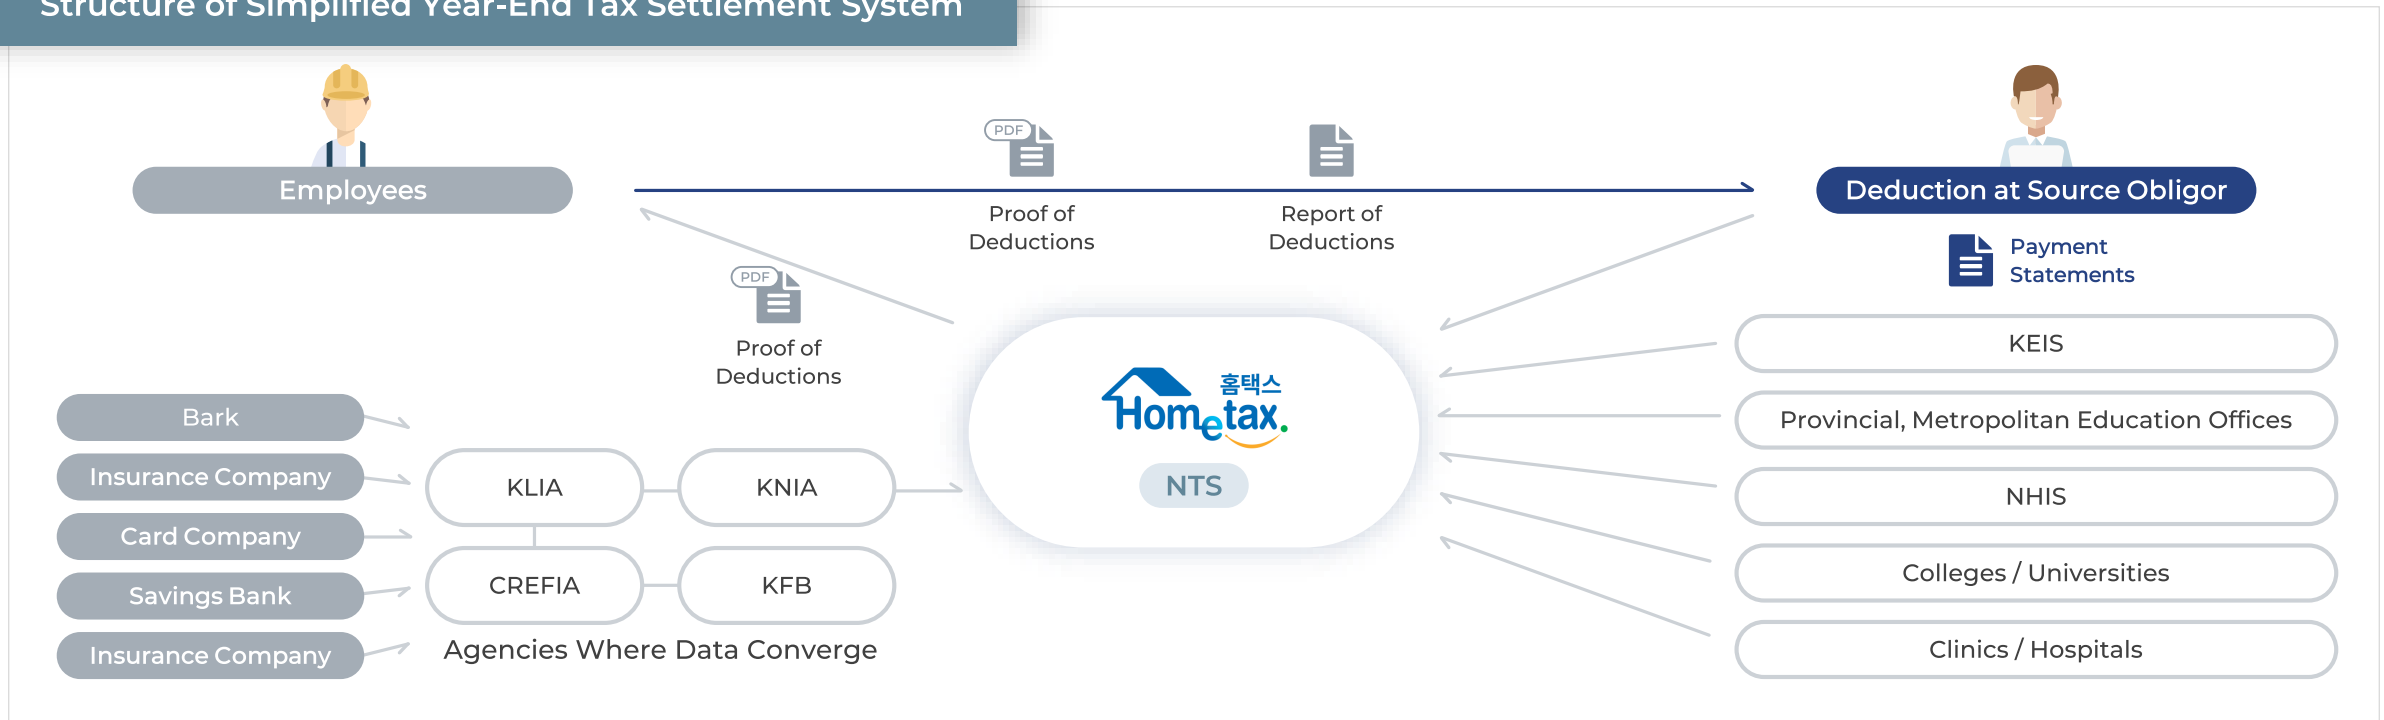 Structure of Simplified Year-End Tax Settlement System
Employees
PDF
Proof of
Deductions
Report of
Deductions
Deduction at Source Obligor
Payment
Statements
PDF
Proof of
Deductions
Bark
Insurance Company
Card Company
Savings Bank
Insurance Company
KLIA
KNIA
CREFIA
KFB
Agencies Where Data Converge
홈택스
Hometax.
NTS
KEIS
Provincial, Metropolitan Education Offices
NHIS
Colleges / Universities
Clinics / Hospitals